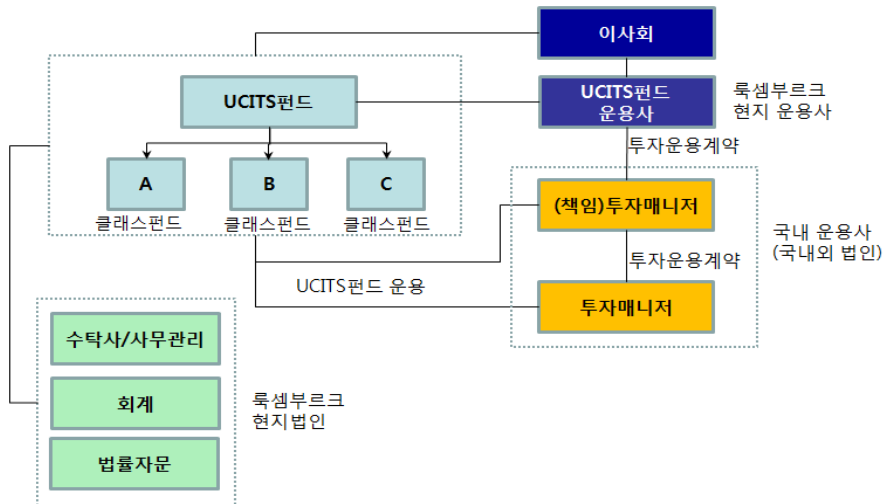 이사회
UCITS펀드
UCITS펀드
운용사
룩셈부르크
현지 운용사
투자운용계약
A
B
C
클래스펀드
클래스펀드
클래스펀드
(책임)투자매니저
국내 운용사
(국내외 법인)
투자운용계약
UCITS펀드 운용
투자매니저
수탁사/사무관리
회계
룩셈부르크
현지법인
법률자문